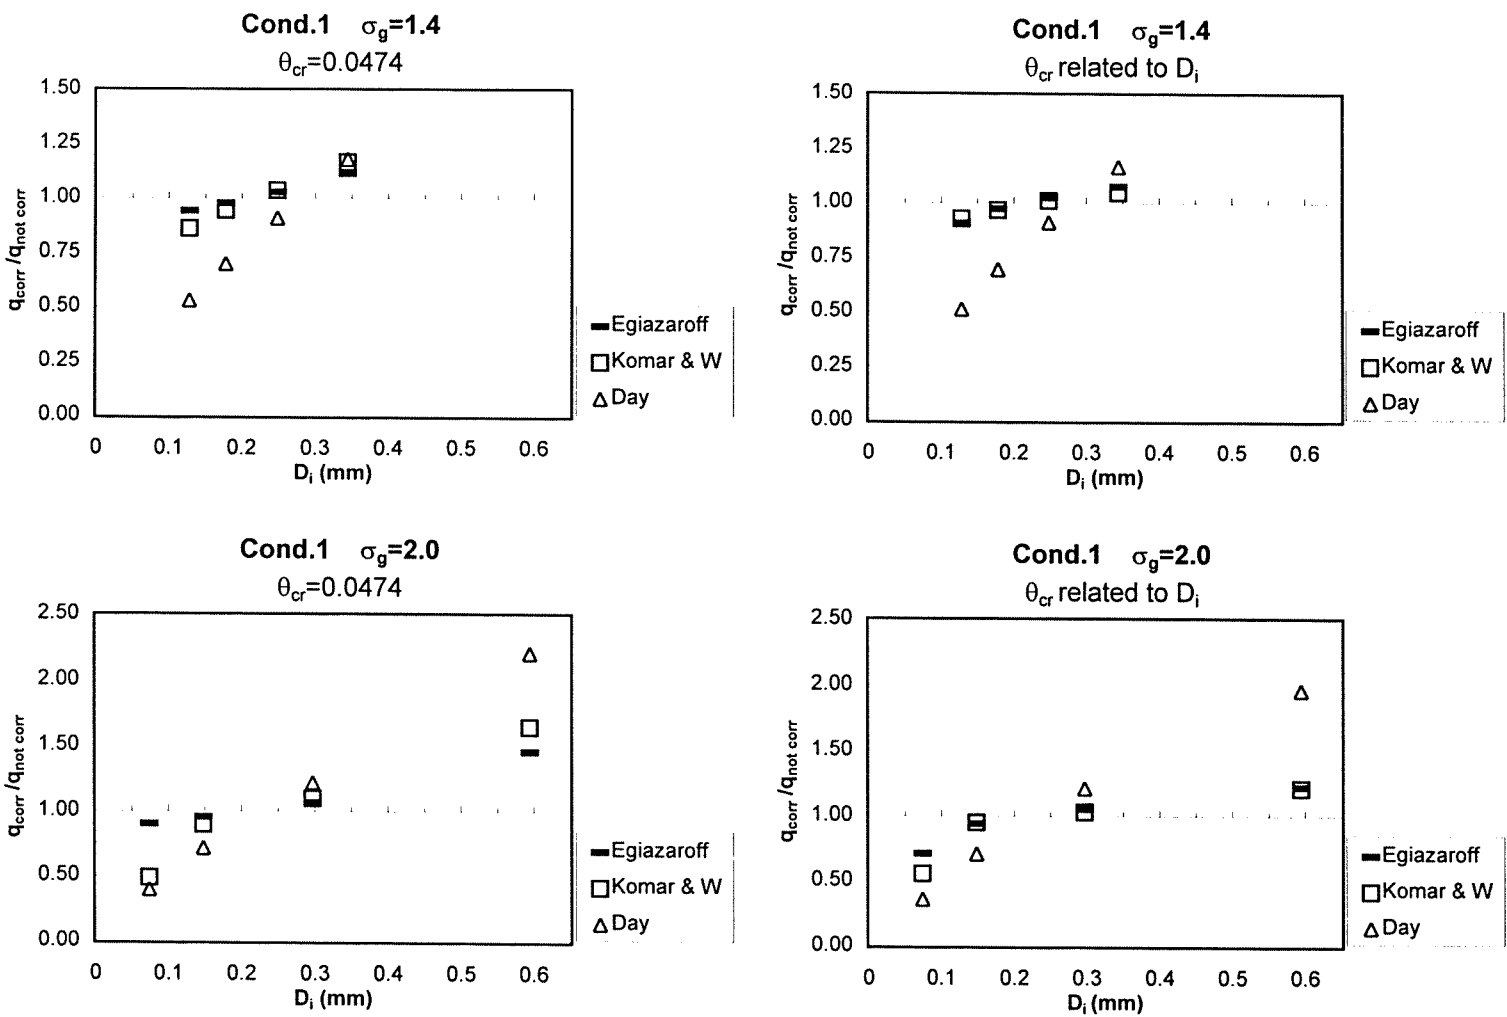 Cond.1 σg=1.4
θcr=0.0474
1.50
1.25
1.00
0.75
0.50
0.25
0.00
qcorr /qnot corr
0 0.1 0.2 0.3 0.4 0.5 0.6
Di (mm)
Egiazaroff
Komar & W
Day
Cond.1 σg=1.4
θcr related to Di
1.50
1.25
1.00
0.75
0.50
0.25
0.00
qcorr /qnot corr
0 0.1 0.2 0.3 0.4 0.5 0.6
Di (mm)
Egiazaroff
Komar & W
Day
Cond.1 σg=2.0
θcr=0.0474
2.50
2.00
1.50
1.00
0.50
0.00
qcorr /qnot corr
0 0.1 0.2 0.3 0.4 0.5 0.6
Di (mm)
Egiazaroff
Komar & W
Day
Cond.1 σg=2.0
θcr related to Di
2.50
2.00
1.50
1.00
0.50
0.00
qcorr /qnot corr
0 0.1 0.2 0.3 0.4 0.5 0.6
Di (mm)
Egiazaroff
Komar & W
Day